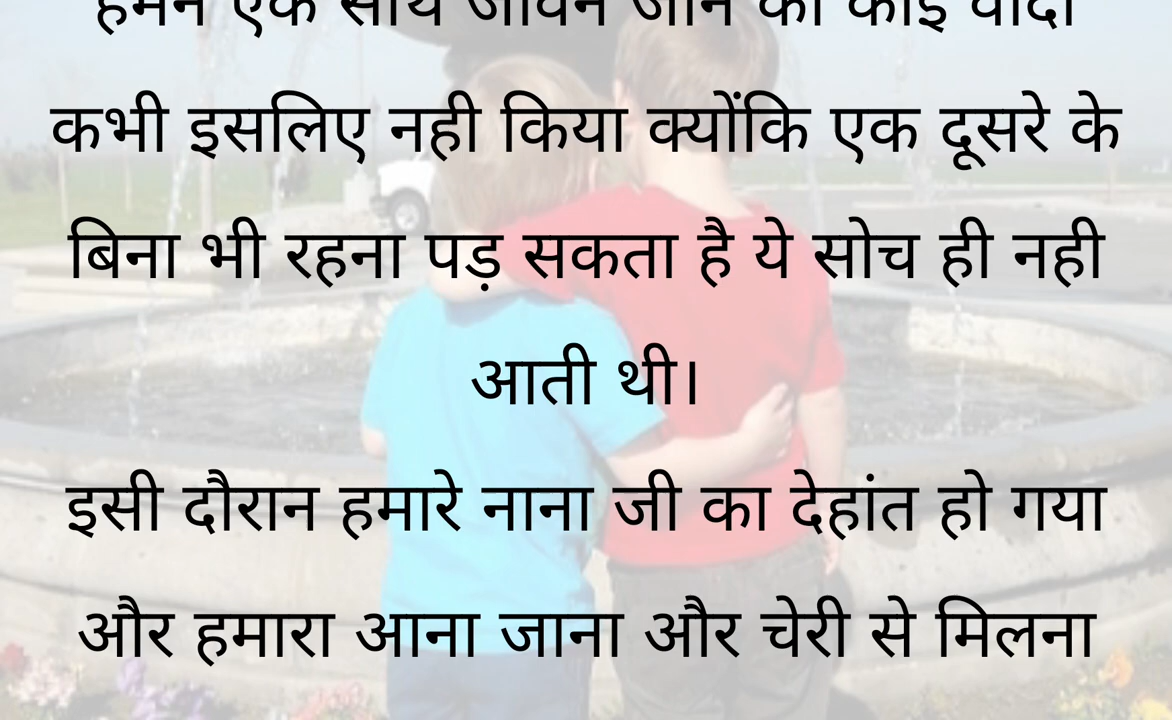 हमने एक साथ जीवन जीने का कोई वादा
कभी इसलिए नही किया क्योंकि एक दूसरे के
बिना भी रहना पड़ सकता है ये सोच ही नही
आती थी।
इसी दौरान हमारे नाना जी का देहांत हो गया
और हमारा आना जाना और चेरी से मिलना